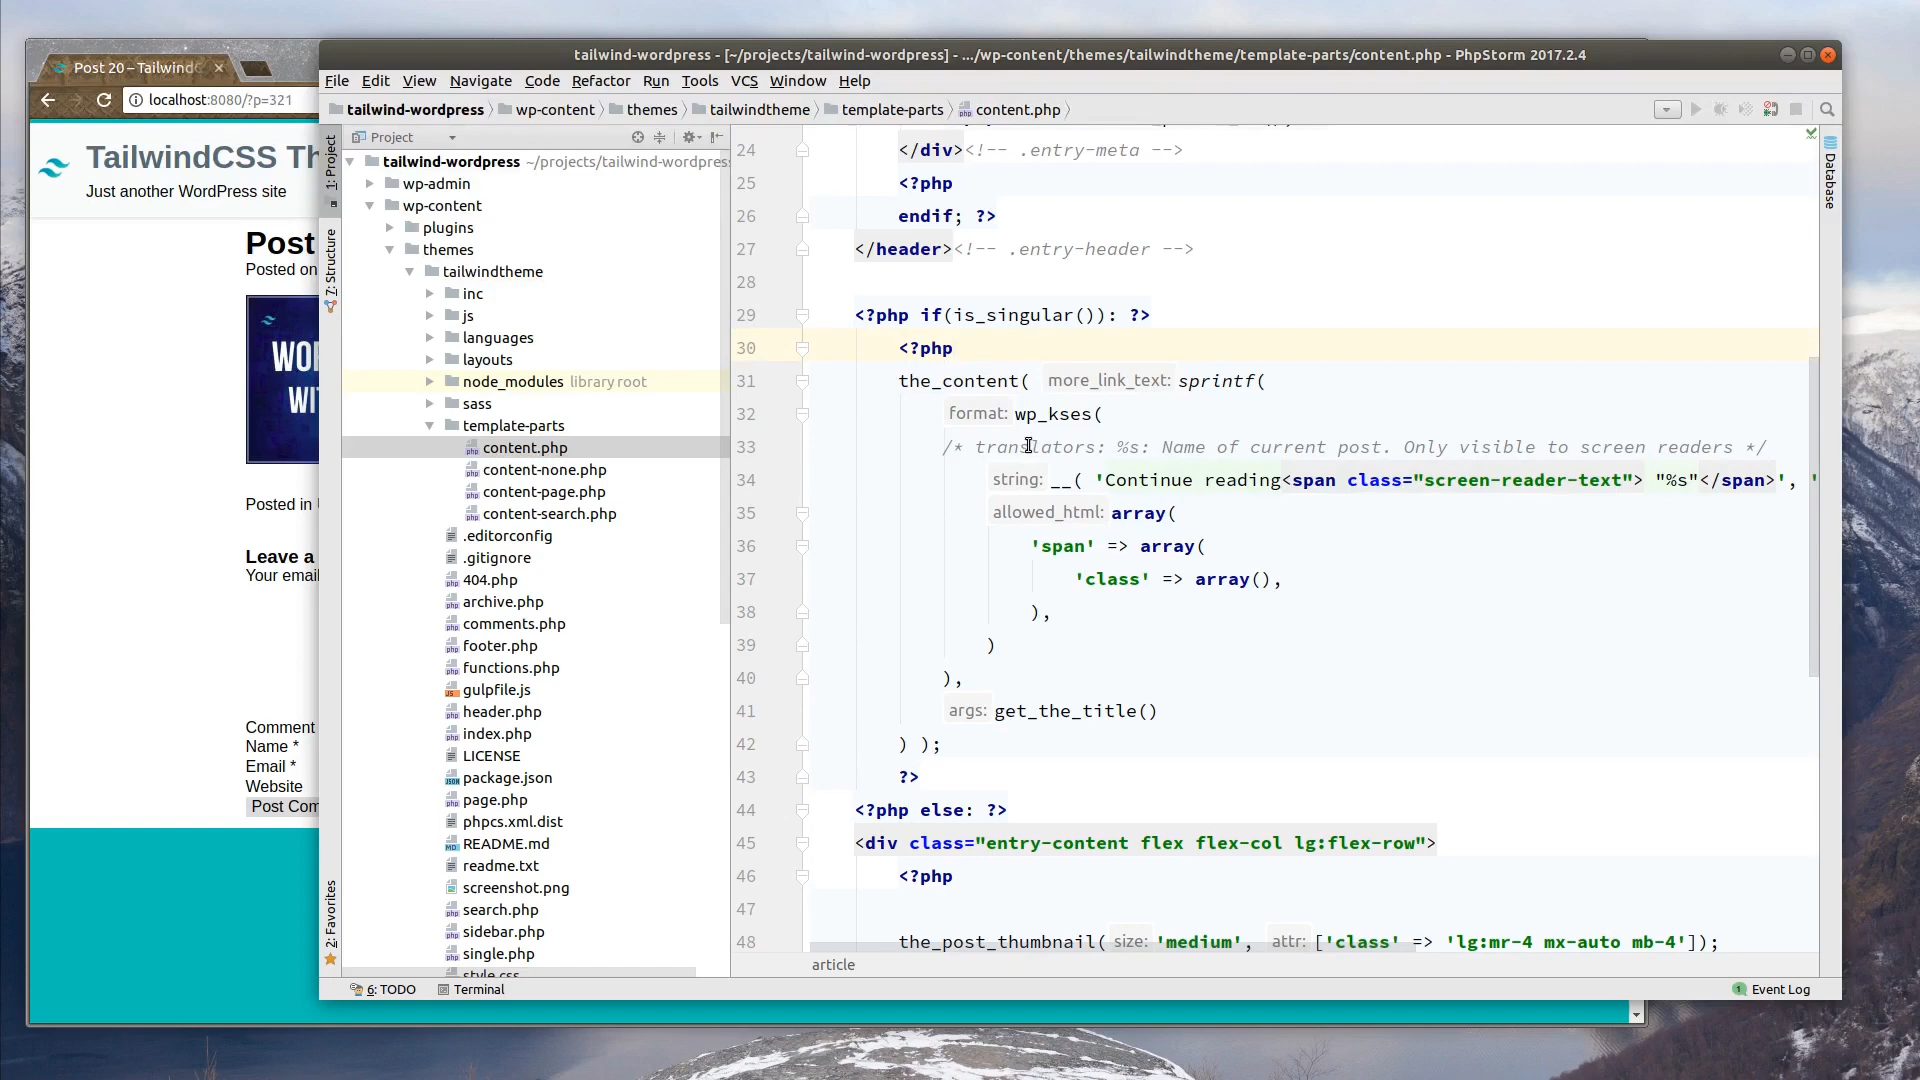 Post 20 – TailwindC
localhost:8080/?p=321
TailwindCSS Th
Just another WordPress site
Post
Posted on
WOR
WI
Posted in
Leave a
Your email
Comment
Name *
Email *
Website
Post Com
tailwind-wordpress - [~/projects/tailwind-wordpress] - .../wp-content/themes/tailwindtheme/template-parts/content.php - PhpStorm 2017.2.4
File Edit View Navigate Code Refactor Run Tools VCS Window Help
tailwind-wordpress wp-content themes tailwindtheme template-parts content.php
1: Project
7: Structure
2: Favorites
Project
tailwind-wordpress ~/projects/tailwind-wordpress
wp-admin
wp-content
plugins
themes
tailwindtheme
inc
js
languages
layouts
node_modules library root
sass
template-parts
content.php
content-none.php
content-page.php
content-search.php
.editorconfig
.gitignore
404.php
archive.php
comments.php
footer.php
functions.php
gulpfile.js
header.php
index.php
LICENSE
package.json
page.php
phpcs.xml.dist
README.md
readme.txt
screenshot.png
search.php
sidebar.php
single.php
style.css
24 </div><!-- .entry-meta -->
25 <?php
26 endif; ?>
27 </header><!-- .entry-header -->
28
29 <?php if(is_singular()): ?>
30 <?php
31 the_content( more_link_text: sprintf(
32 format: wp_kses(
33 /* translators: %s: Name of current post. Only visible to screen readers */
34 string: __( 'Continue reading<span class="screen-reader-text"> "%s"</span>', '
35 allowed_html: array(
36 'span' => array(
37 'class' => array(),
38 ),
39 )
40 ),
41 args: get_the_title()
42 ) );
43 ?>
44 <?php else: ?>
45 <div class="entry-content flex flex-col lg:flex-row">
46 <?php
47
48 the_post_thumbnail( size: 'medium', attr: ['class' => 'lg:mr-4 mx-auto mb-4']);
article
Database
6: TODO Terminal
1 Event Log